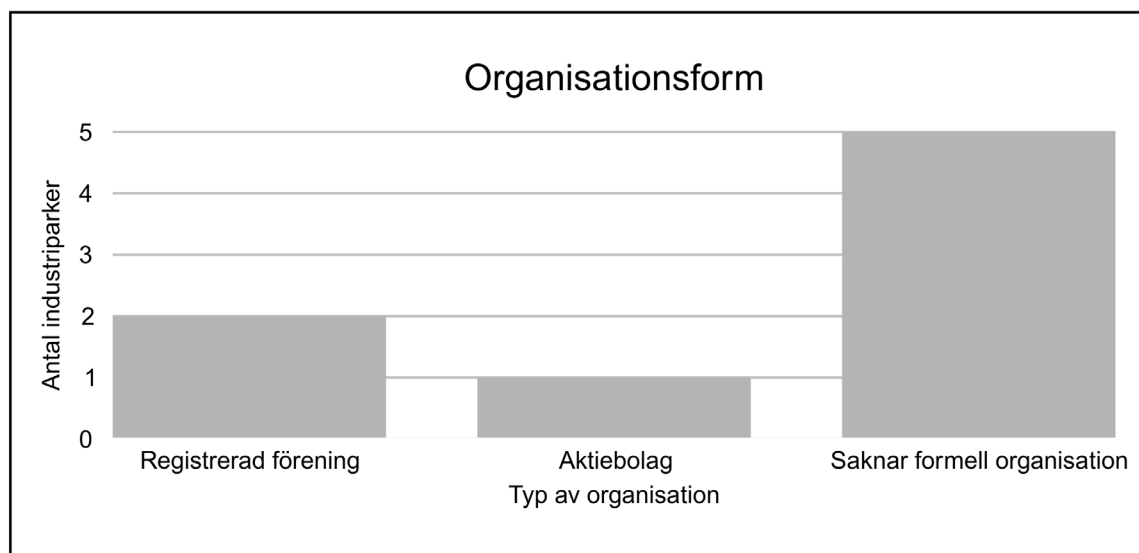 Organisationsform
Antal industriparker
5
4
3
2
1
0
Registrerad förening
Aktiebolag
Saknar formell organisation
Typ av organisation